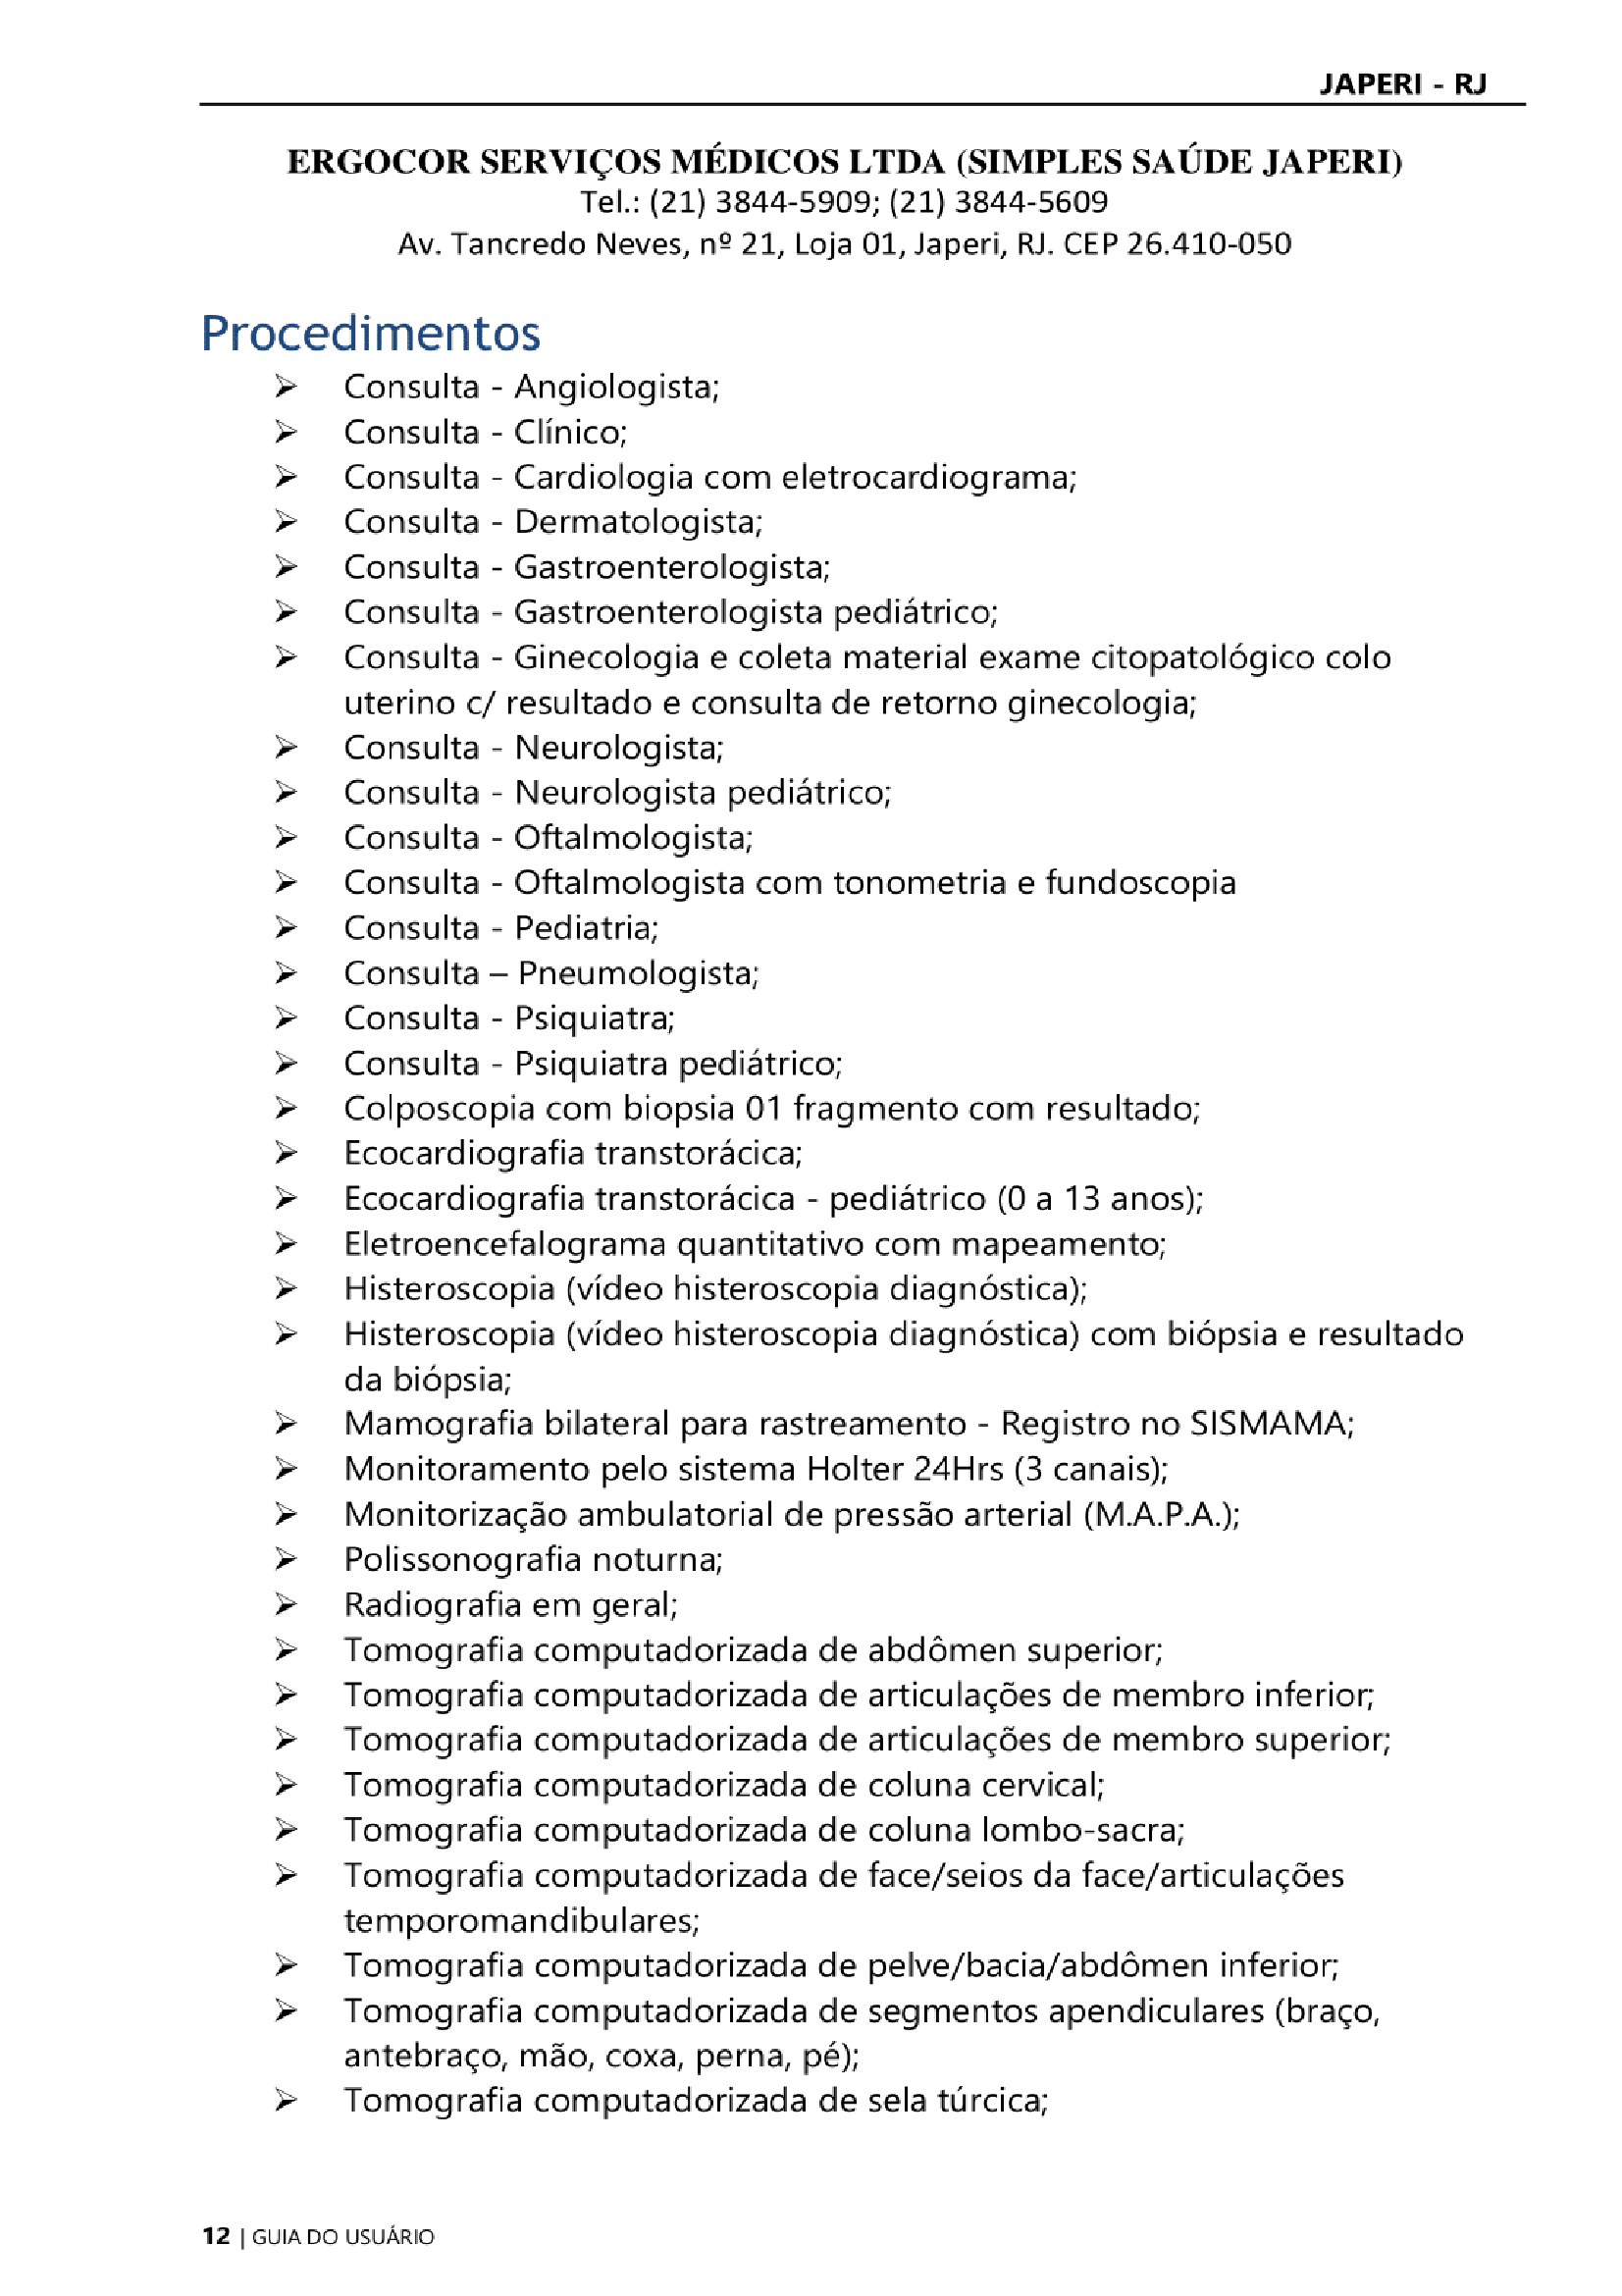 JAPERI - RJ
ERGOCOR SERVIÇOS MÉDICOS LTDA (SIMPLES SAÚDE JAPERI)
Tel.: (21) 3844-5909; (21) 3844-5609
Av. Tancredo Neves, nº 21, Loja 01, Japeri, RJ. CEP 26.410-050
Procedimentos
➢ Consulta - Angiologista;
➢ Consulta - Clínico;
➢ Consulta - Cardiologia com eletrocardiograma;
➢ Consulta - Dermatologista;
➢ Consulta - Gastroenterologista;
➢ Consulta - Gastroenterologista pediátrico;
➢ Consulta - Ginecologia e coleta material exame citopatológico colo
uterino c/ resultado e consulta de retorno ginecologia;
➢ Consulta - Neurologista;
➢ Consulta - Neurologista pediátrico;
➢ Consulta - Oftalmologista;
➢ Consulta - Oftalmologista com tonometria e fundoscopia
➢ Consulta - Pediatria;
➢ Consulta – Pneumologista;
➢ Consulta - Psiquiatra;
➢ Consulta - Psiquiatra pediátrico;
➢ Colposcopia com biopsia 01 fragmento com resultado;
➢ Ecocardiografia transtorácica;
➢ Ecocardiografia transtorácica - pediátrico (0 a 13 anos);
➢ Eletroencefalograma quantitativo com mapeamento;
➢ Histeroscopia (vídeo histeroscopia diagnóstica);
➢ Histeroscopia (vídeo histeroscopia diagnóstica) com biópsia e resultado
da biópsia;
➢ Mamografia bilateral para rastreamento - Registro no SISMAMA;
➢ Monitoramento pelo sistema Holter 24Hrs (3 canais);
➢ Monitorização ambulatorial de pressão arterial (M.A.P.A.);
➢ Polissonografia noturna;
➢ Radiografia em geral;
➢ Tomografia computadorizada de abdômen superior;
➢ Tomografia computadorizada de articulações de membro inferior;
➢ Tomografia computadorizada de articulações de membro superior;
➢ Tomografia computadorizada de coluna cervical;
➢ Tomografia computadorizada de coluna lombo-sacra;
➢ Tomografia computadorizada de face/seios da face/articulações
temporomandibulares;
➢ Tomografia computadorizada de pelve/bacia/abdômen inferior;
➢ Tomografia computadorizada de segmentos apendiculares (braço,
antebraço, mão, coxa, perna, pé);
➢ Tomografia computadorizada de sela túrcica;
12 | GUIA DO USUÁRIO